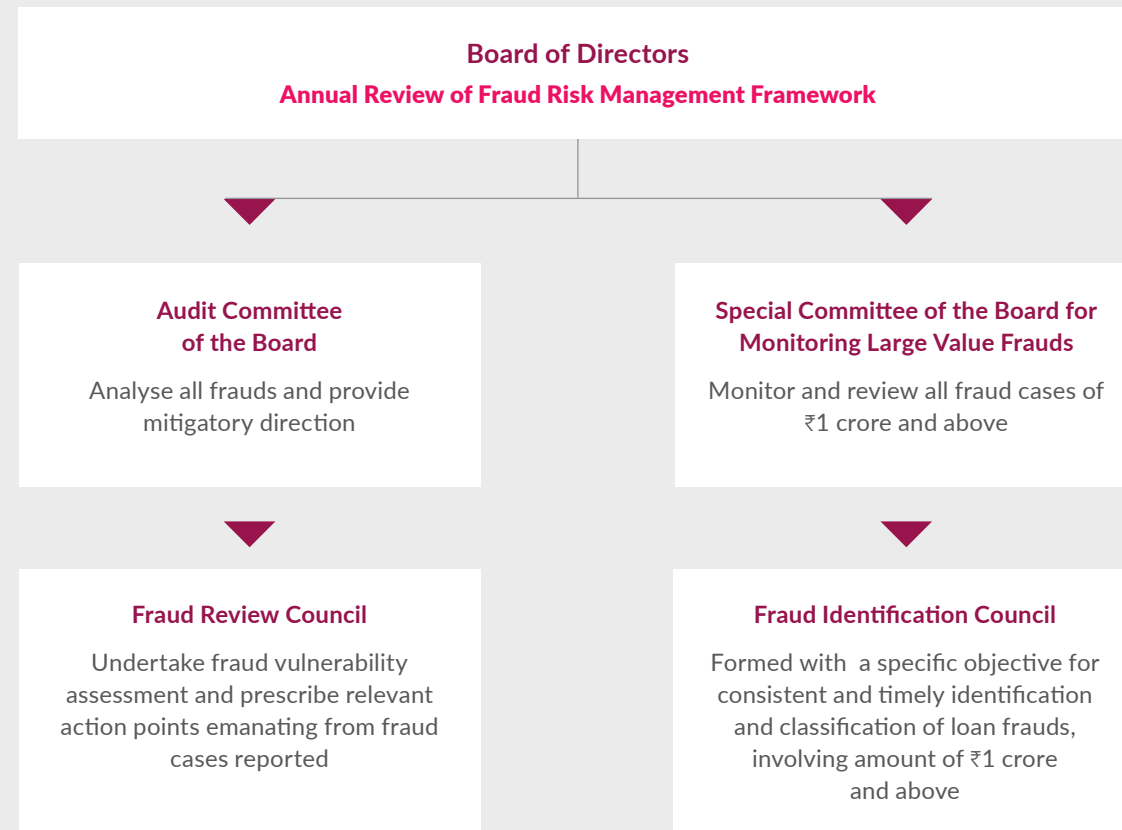 Board of Directors
Annual Review of Fraud Risk Management Framework
Audit Committee
of the Board
Analyse all frauds and provide
mitigatory direction
Special Committee of the Board for
Monitoring Large Value Frauds
Monitor and review all fraud cases of
₹1 crore and above
Fraud Review Council
Undertake fraud vulnerability
assessment and prescribe relevant
action points emanating from fraud
cases reported
Fraud Identification Council
Formed with  a specific objective for
consistent and timely identification
and classification of loan frauds,
involving amount of ₹1 crore
and above